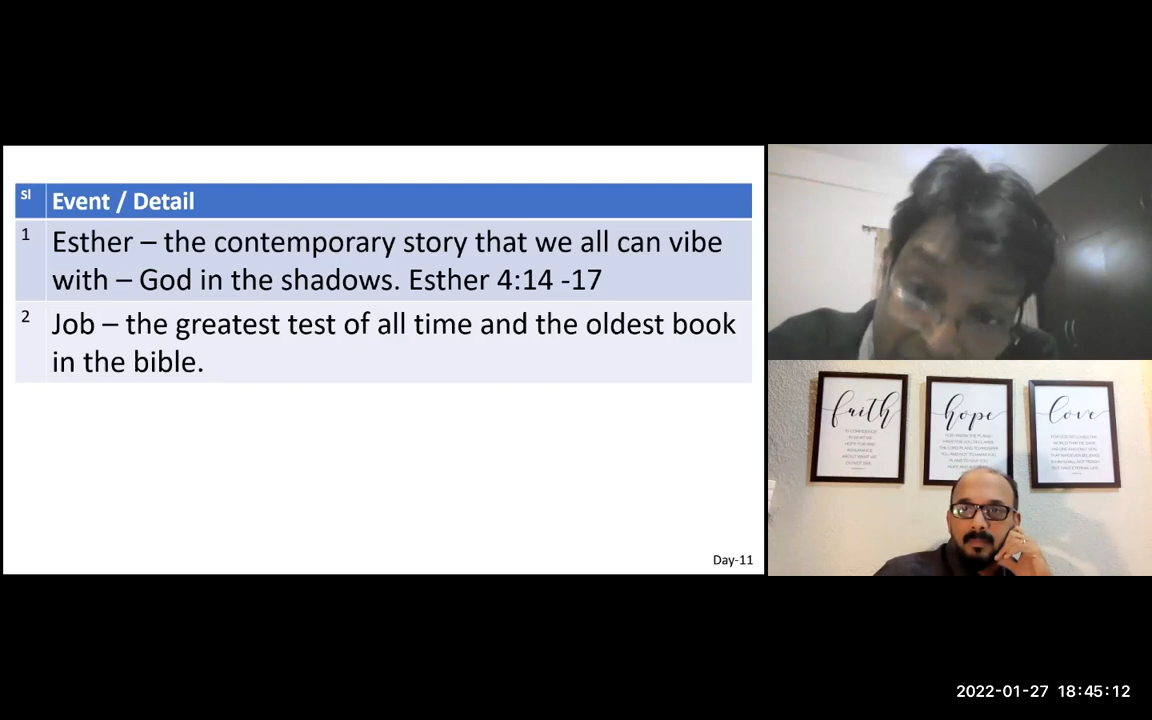 Sl Event / Detail
1 Esther – the contemporary story that we all can vibe
with – God in the shadows. Esther 4:14 -17
2 Job – the greatest test of all time and the oldest book
in the bible.
Day-11
faith
hope
love
2022-01-27 18:45:12